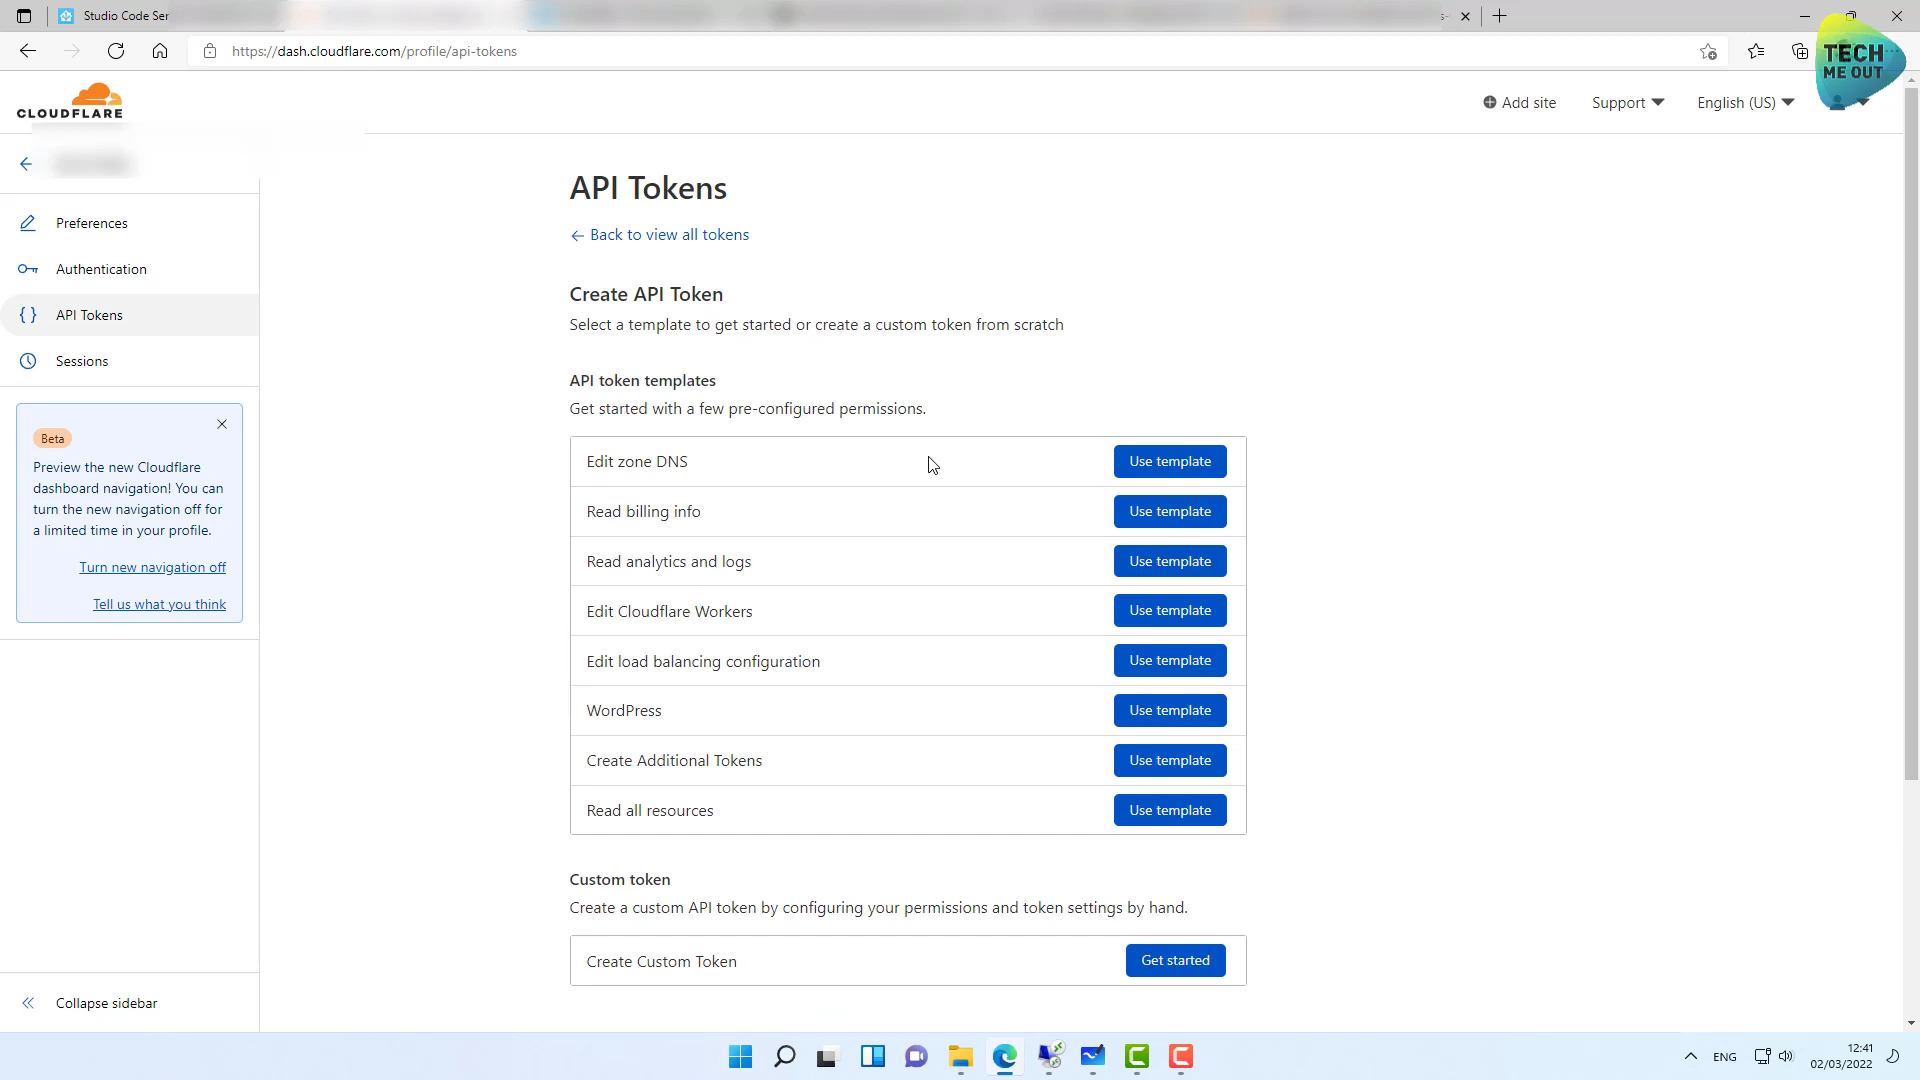 Studio Code Ser
https://dash.cloudflare.com/profile/api-tokens
TECH
ME OUT
CLOUDFLARE
Add site
Support
English (US)
Preferences
Authentication
API Tokens
Sessions
Beta
Preview the new Cloudflare
dashboard navigation! You can
turn the new navigation off for
a limited time in your profile.
Turn new navigation off
Tell us what you think
Collapse sidebar
API Tokens
Back to view all tokens
Create API Token
Select a template to get started or create a custom token from scratch
API token templates
Get started with a few pre-configured permissions.
Edit zone DNS
Use template
Read billing info
Use template
Read analytics and logs
Use template
Edit Cloudflare Workers
Use template
Edit load balancing configuration
Use template
WordPress
Use template
Create Additional Tokens
Use template
Read all resources
Use template
Custom token
Create a custom API token by configuring your permissions and token settings by hand.
Create Custom Token
Get started
ENG
12:41
02/03/2022